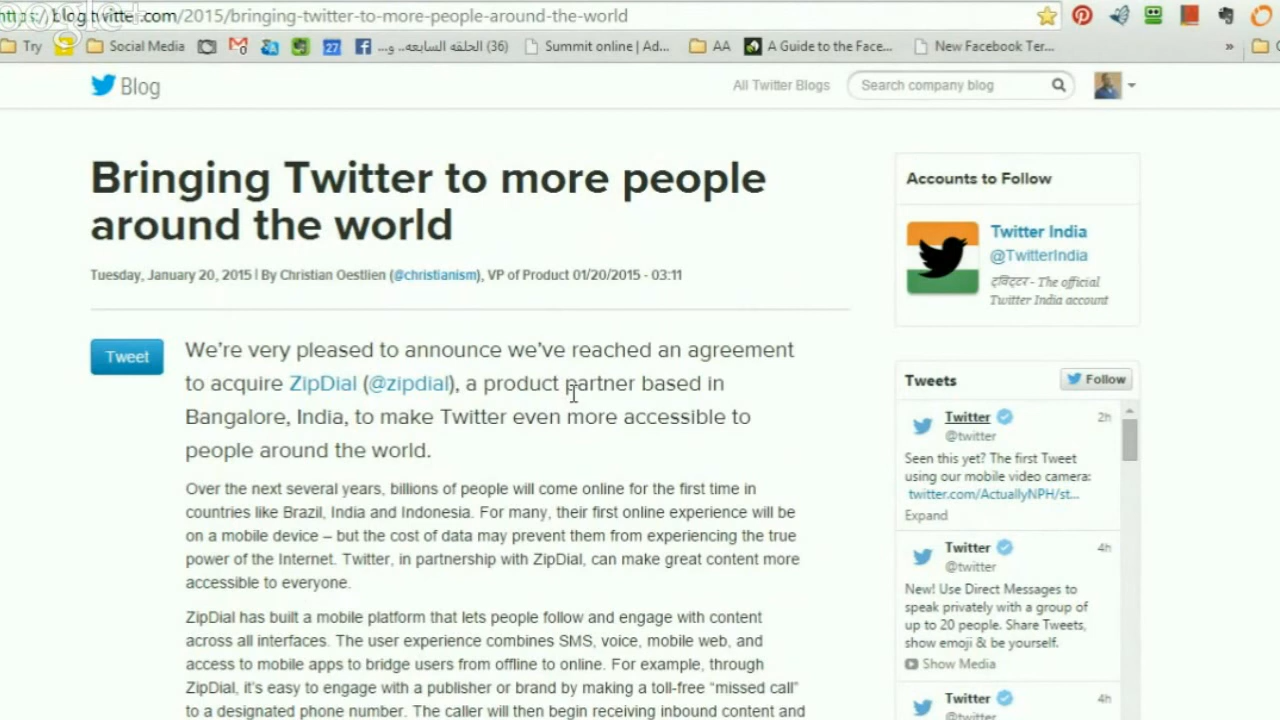 Google+
https://blog.twitter.com/2015/bringing-twitter-to-more-people-around-the-world
Try
Social Media
27
(36) الحلقه السابعه.. و...
Summit online | Ad...
AA
A Guide to the Face...
New Facebook Ter...
»
Blog
All Twitter Blogs
Search company blog
Bringing Twitter to more people
around the world
Tuesday, January 20, 2015 | By Christian Oestlien (@christianism), VP of Product 01/20/2015 - 03:11
Tweet
We're very pleased to announce we've reached an agreement
to acquire ZipDial (@zipdial), a product partner based in
Bangalore, India, to make Twitter even more accessible to
people around the world.
Over the next several years, billions of people will come online for the first time in
countries like Brazil, India and Indonesia. For many, their first online experience will be
on a mobile device – but the cost of data may prevent them from experiencing the true
power of the Internet. Twitter, in partnership with ZipDial, can make great content more
accessible to everyone.
ZipDial has built a mobile platform that lets people follow and engage with content
across all interfaces. The user experience combines SMS, voice, mobile web, and
access to mobile apps to bridge users from offline to online. For example, through
ZipDial, it's easy to engage with a publisher or brand by making a toll-free “missed call”
to a designated phone number. The caller will then begin receiving inbound content and
Accounts to Follow
Twitter India
@TwitterIndia
ट्विट्टर - The official
Twitter India account
Tweets
Follow
Twitter 2h
@twitter
Seen this yet? The first Tweet
using our mobile video camera:
twitter.com/ActuallyNPH/st...
Expand
Twitter 4h
@twitter
New! Use Direct Messages to
speak privately with a group of
up to 20 people. Share Tweets,
show emoji & be yourself.
Show Media
Twitter 4h
@twitter